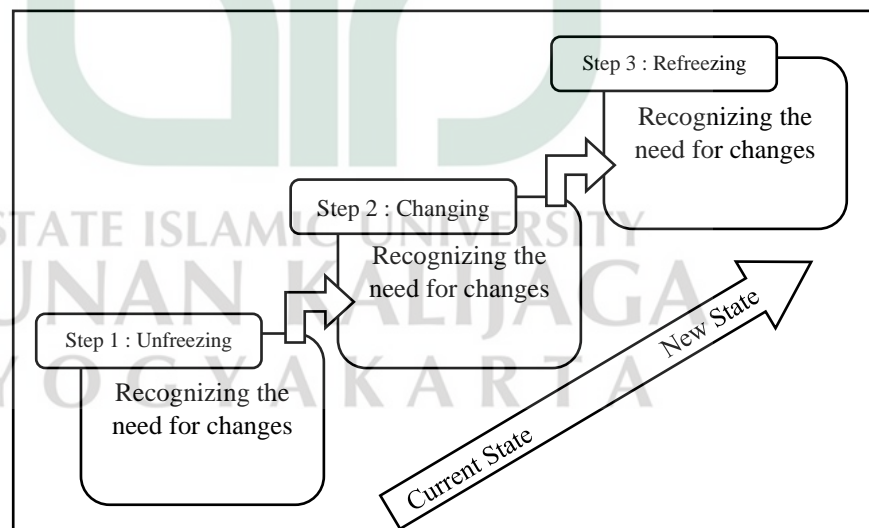 Step 3 : Refreezing
Recognizing the
need for changes
Step 2 : Changing
Recognizing the
need for changes
Step 1 : Unfreezing
Recognizing the
need for changes
New State
Current State
STATE ISLAMIC UNIVERSITY
UNAN KALIJAGA
YOGYAKARTA